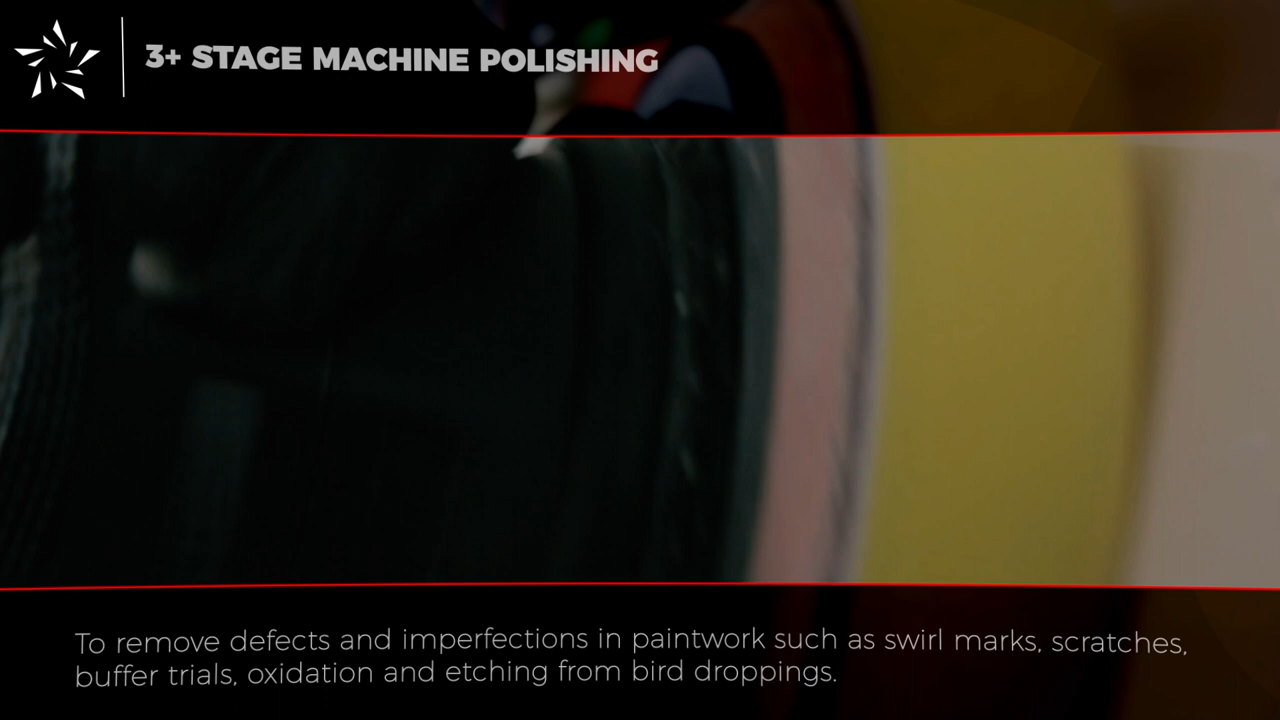 3+ STAGE MACHINE POLISHING
To remove defects and imperfections in paintwork such as swirl marks, scratches,
buffer trials, oxidation and etching from bird droppings.